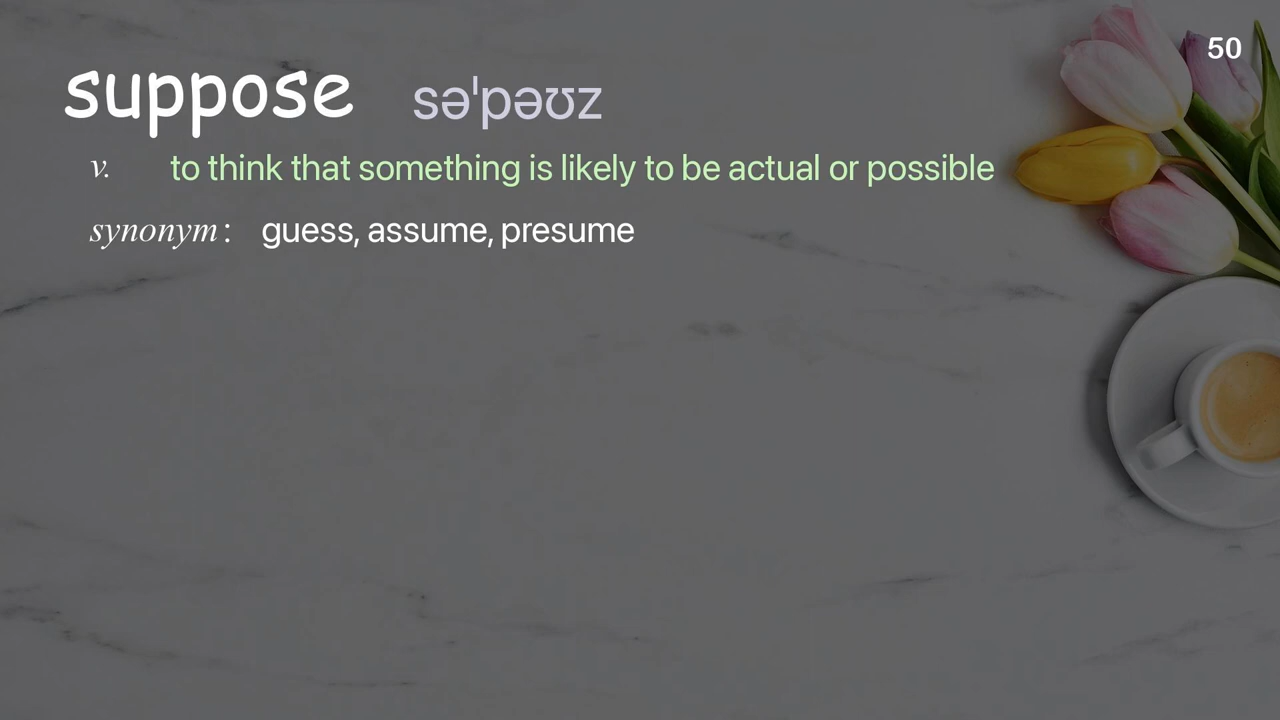 50
suppose səˈpəʊz
v. to think that something is likely to be actual or possible
synonym : guess, assume, presume